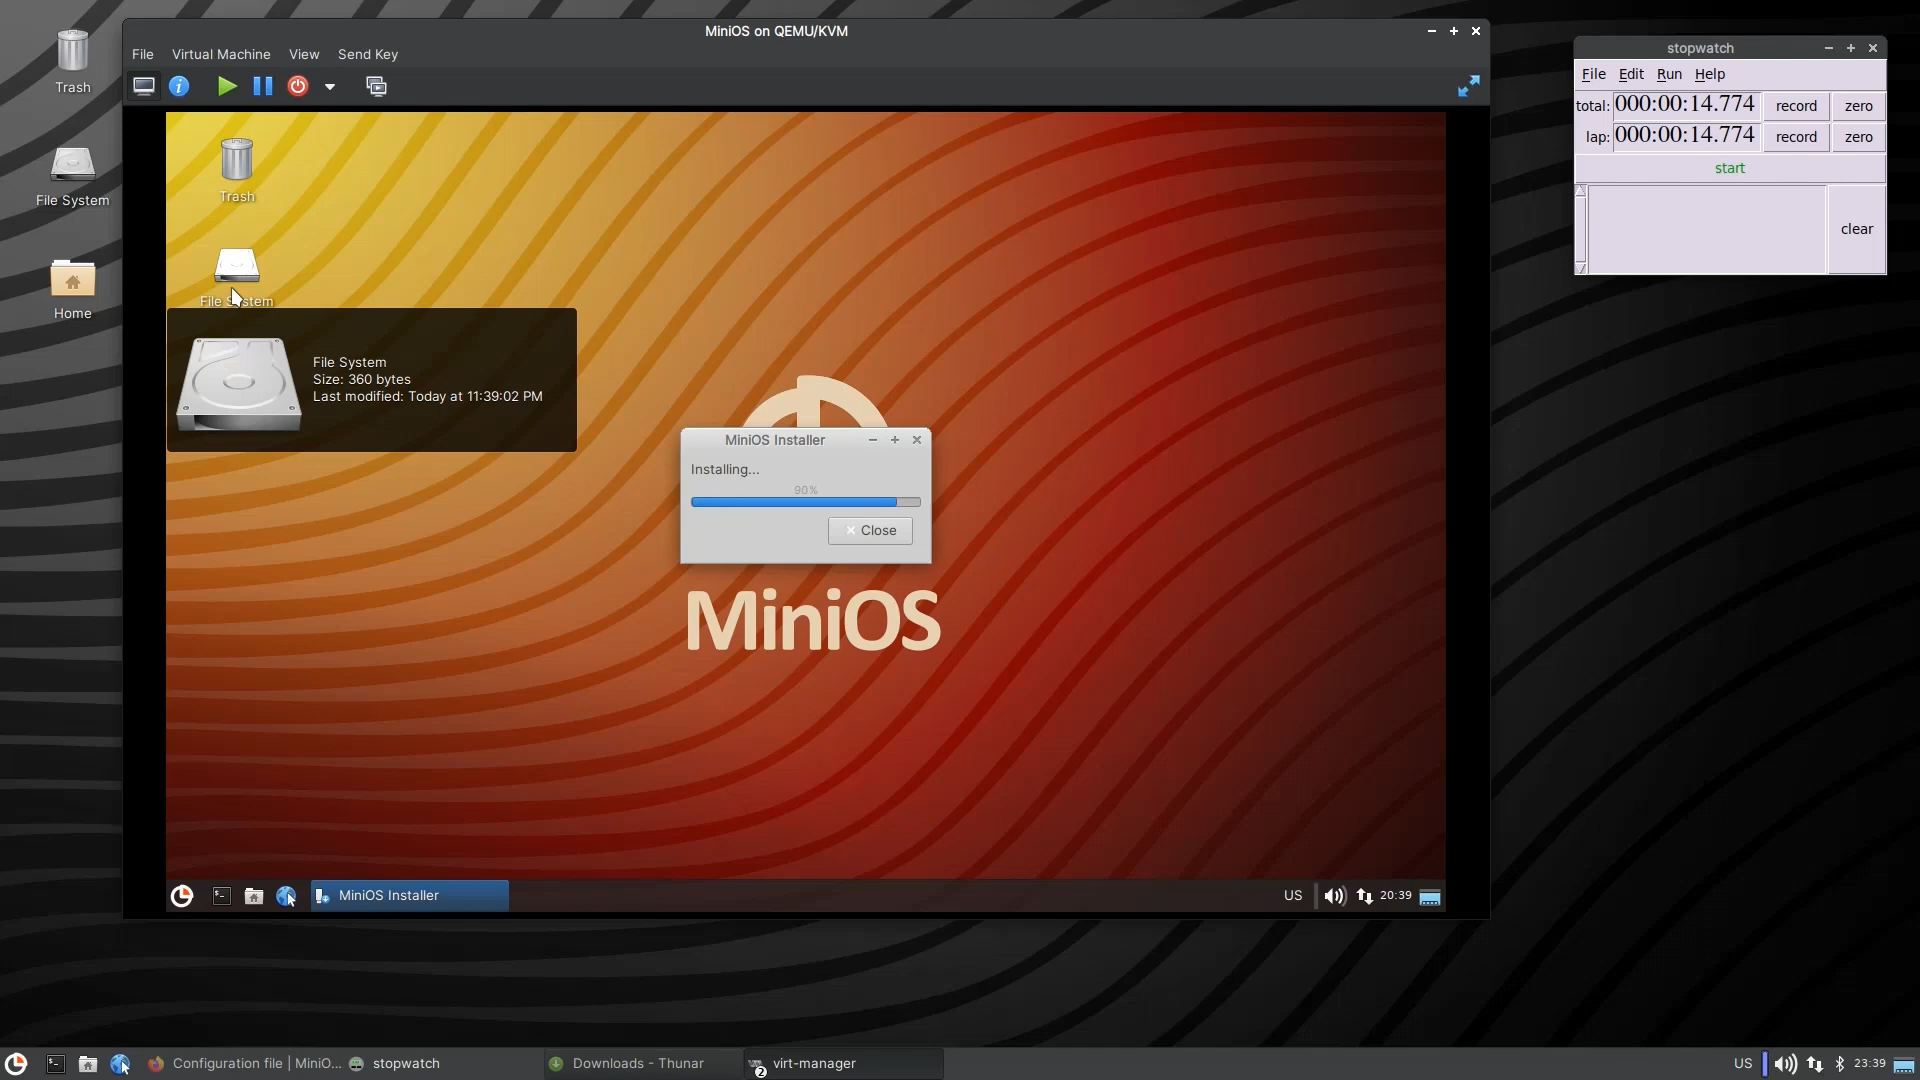 Trash
File System
Home
MiniOS on QEMU/KVM
File Virtual Machine View Send Key
Trash
File System
File System
Size: 360 bytes
Last modified: Today at 11:39:02 PM
MiniOS Installer
Installing...
90%
Close
MiniOS
MiniOS Installer
US
20:39
stopwatch
File Edit Run Help
total: 000:00:14.774 record zero
lap: 000:00:14.774 record zero
start
clear
Configuration file | MiniO...
stopwatch
Downloads - Thunar
2
virt-manager
US
23:39